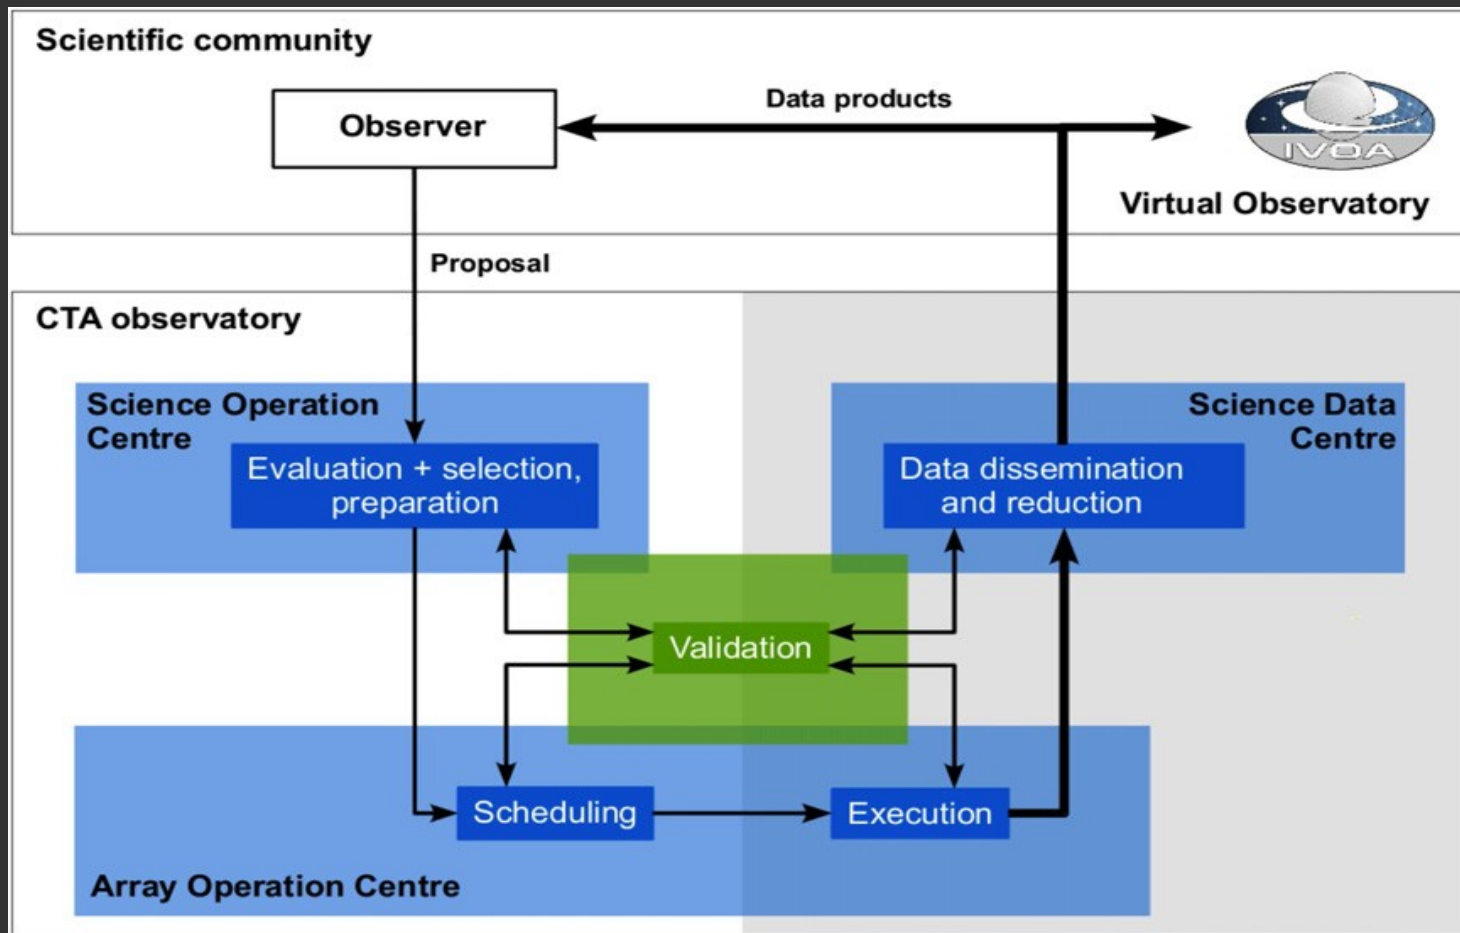 Scientific community
Observer
Data products
IVOA
Virtual Observatory
Proposal
CTA observatory
Science Operation
Centre
Evaluation + selection,
preparation
Science Data
Centre
Data dissemination
and reduction
Validation
Scheduling
Execution
Array Operation Centre